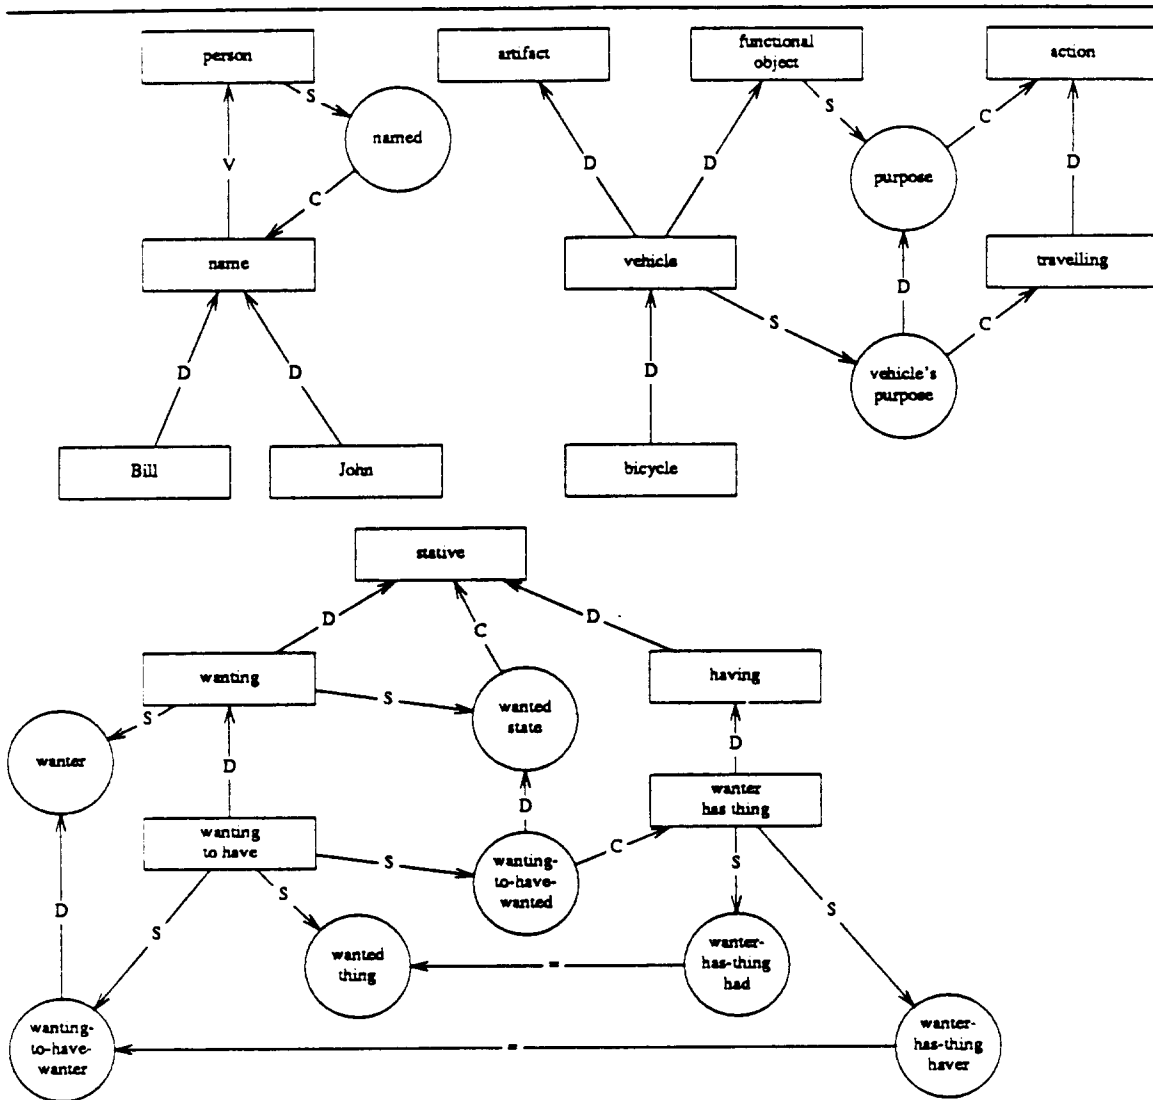 person
artifact
functional
object
action
S
S
named
C
purpose
D
D
D
V
C
name
vehicle
travelling
D
S
C
D
D
D
vehicle's
purpose
Bill
John
bicycle
stative
D
C
D
wanting
having
S
S
wanted
state
wanter
D
D
wanter
has thing
D
wanting
to have
C
S
S
wanting-
to-have-
wanted
S
D
S
S
wanted
thing
=
wanter-
has-thing
had
wanting-
to-have-
wanter
=
wanter-
has-thing
haver